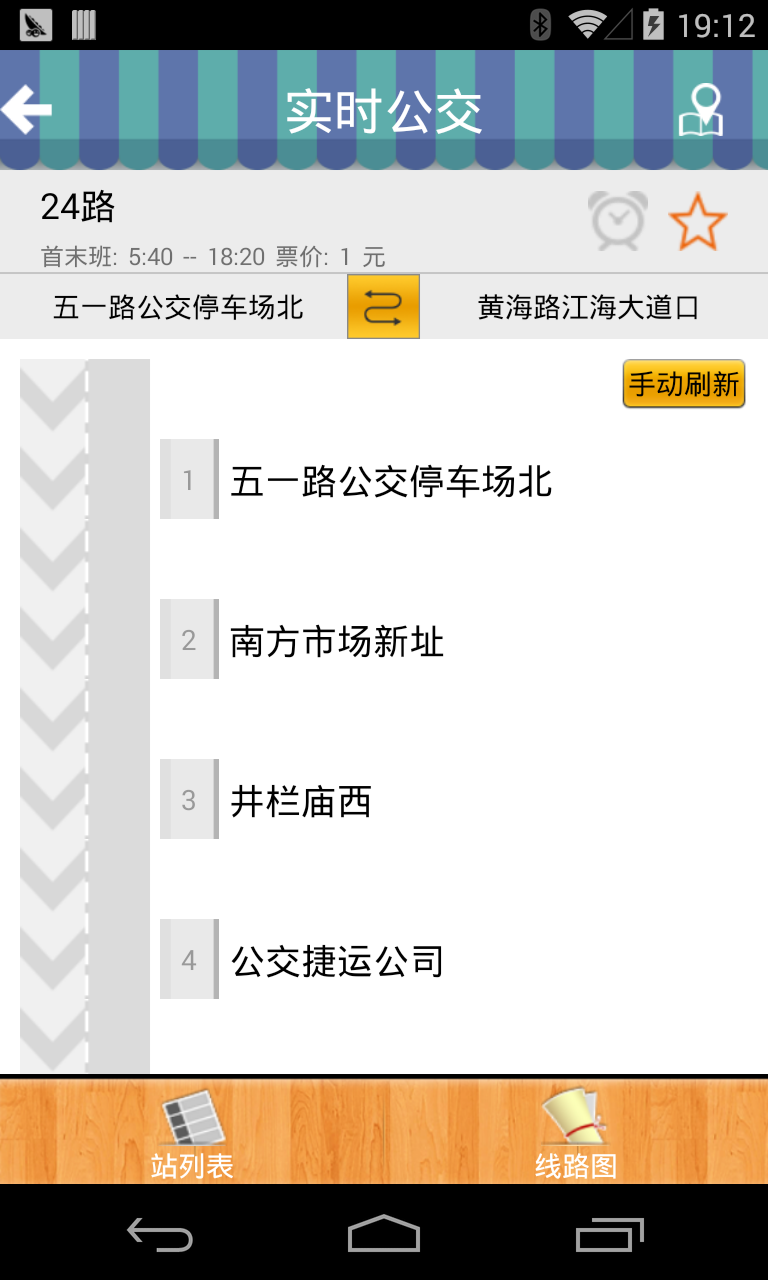 19:12
实时公交
24路
首末班: 5:40 -- 18:20 票价: 1 元
五一路公交停车场北
黄海路江海大道口
手动刷新
1 五一路公交停车场北
2 南方市场新址
3 井栏庙西
4 公交捷运公司
站列表
线路图